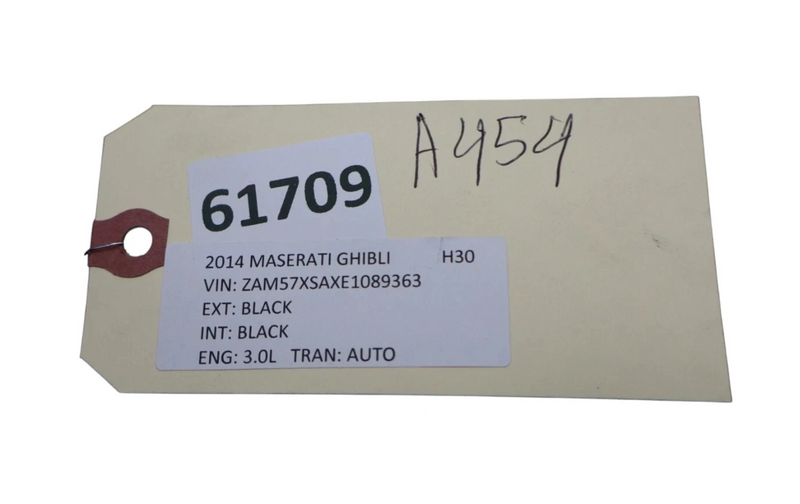 A454
61709
2014 MASERATI GHIBLI H30
VIN: ZAM57XSAXE1089363
EXT: BLACK
INT: BLACK
ENG: 3.0L TRAN: AUTO